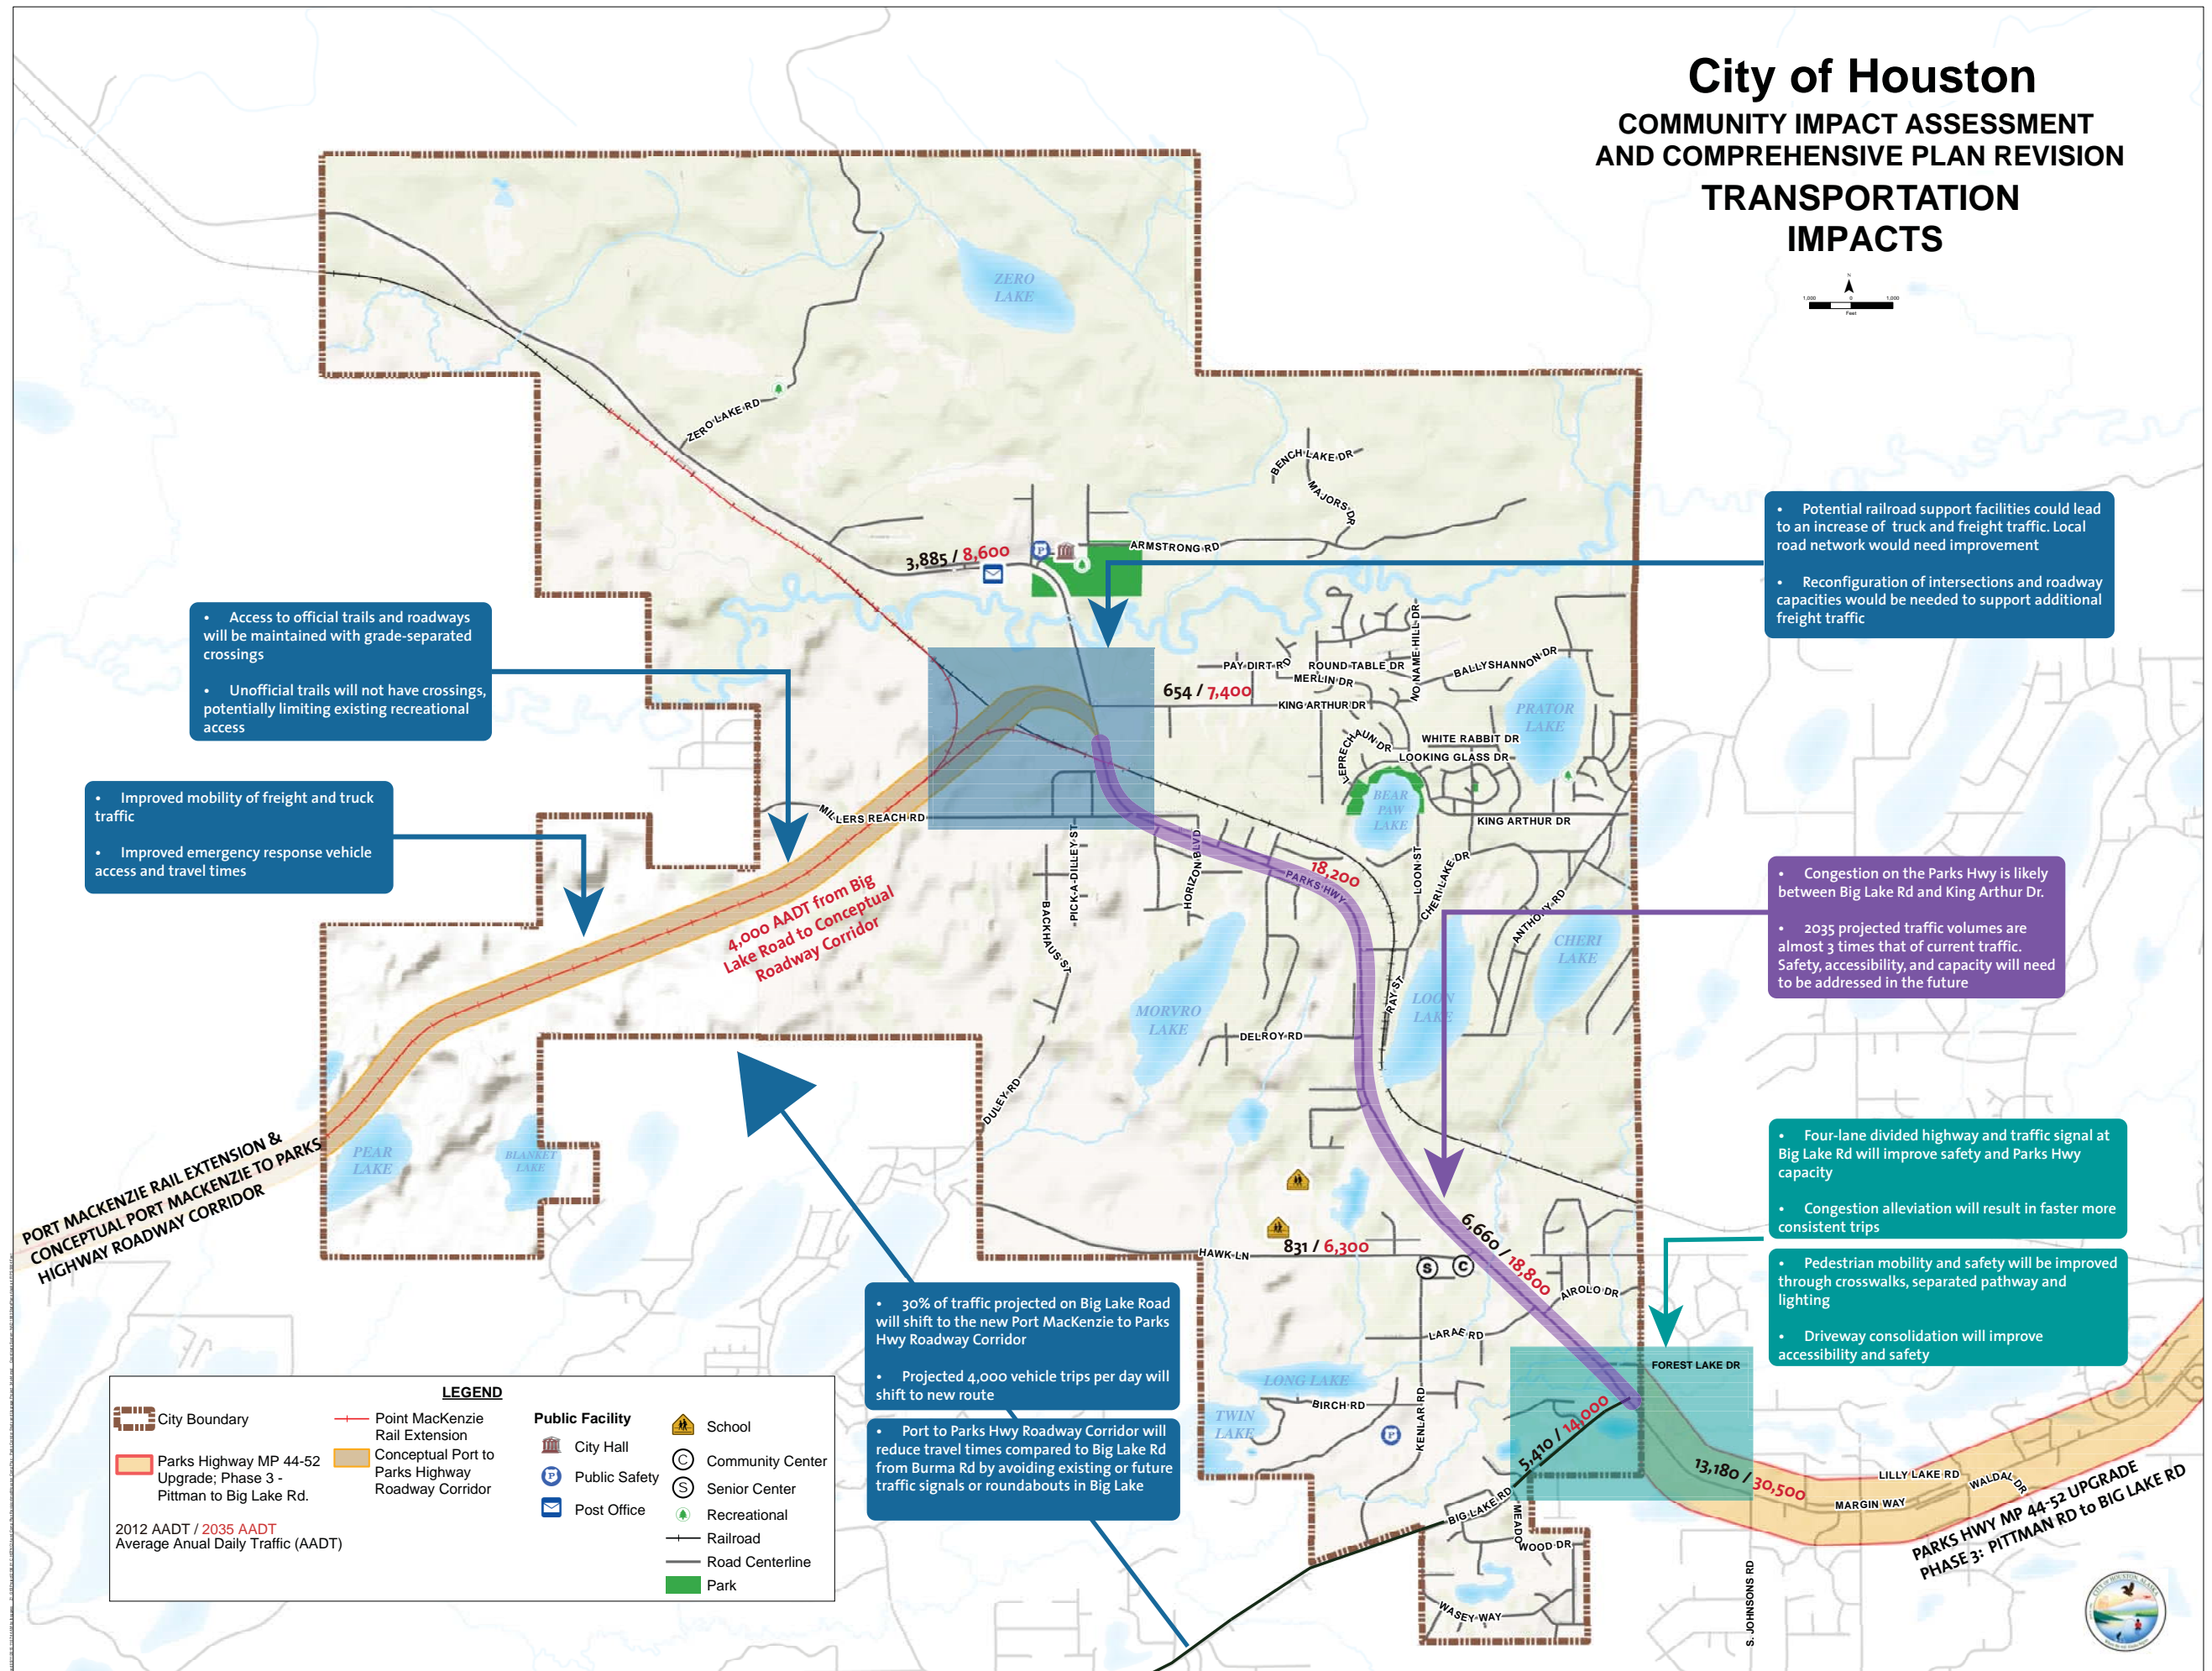 City of Houston
COMMUNITY IMPACT ASSESSMENT
AND COMPREHENSIVE PLAN REVISION
TRANSPORTATION
IMPACTS
N
1,000 0 1,000
Feet
ZERO
LAKE
ZERO LAKE RD
BENCH LAKE DR
MAJORS DR
ARMSTRONG RD
3,885 / 8,600
• Potential railroad support facilities could lead
to an increase of truck and freight traffic. Local
road network would need improvement
• Reconfiguration of intersections and roadway
capacities would be needed to support additional
freight traffic
• Access to official trails and roadways
will be maintained with grade-separated
crossings
• Unofficial trails will not have crossings,
potentially limiting existing recreational
access
PAY DIRT RD
ROUND TABLE DR
MERLIN DR
NO NAME HILL DR
BALLYSHANNON DR
654 / 7,400
KING ARTHUR DR
PRATOR
LAKE
LEPRECHAUN DR
WHITE RABBIT DR
LOOKING GLASS DR
BEAR
PAW
LAKE
KING ARTHUR DR
• Improved mobility of freight and truck
traffic
• Improved emergency response vehicle
access and travel times
MILLERS REACH RD
PICK-A-DILLEY ST
HORIZON BLVD
BACKHAUS ST
18,200
PARKS HWY
LOON ST
CHERI LAKE DR
ANTHONY RD
CHERI
LAKE
• Congestion on the Parks Hwy is likely
between Big Lake Rd and King Arthur Dr.
• 2035 projected traffic volumes are
almost 3 times that of current traffic.
Safety, accessibility, and capacity will need
to be addressed in the future
4,000 AADT from Big
Lake Road to Conceptual
Roadway Corridor
MORVRO
LAKE
RAY ST
LOON
LAKE
DELROY RD
DULEY RD
PEAR
LAKE
BLANKET
LAKE
PORT MACKENZIE RAIL EXTENSION &
CONCEPTUAL PORT MACKENZIE TO PARKS
HIGHWAY ROADWAY CORRIDOR
• Four-lane divided highway and traffic signal at
Big Lake Rd will improve safety and Parks Hwy
capacity
• Congestion alleviation will result in faster more
consistent trips
• Pedestrian mobility and safety will be improved
through crosswalks, separated pathway and
lighting
• Driveway consolidation will improve
accessibility and safety
HAWK LN
831 / 6,300
S
C
6,660 / 18,800
AIROLO DR
LARAE RD
FOREST LAKE DR
LONG LAKE
BIRCH RD
TWIN
LAKE
P
KENLAR RD
5,410 / 14,000
13,180 / 30,500
LILLY LAKE RD
WALDAL DR
MARGIN WAY
BIG LAKE RD
MEADO
WOOD DR
WASEY WAY
S. JOHNSONS RD
PARKS HWY MP 44-52 UPGRADE
PHASE 3: PITTMAN RD to BIG LAKE RD
• 30% of traffic projected on Big Lake Road
will shift to the new Port MacKenzie to Parks
Hwy Roadway Corridor
• Projected 4,000 vehicle trips per day will
shift to new route
• Port to Parks Hwy Roadway Corridor will
reduce travel times compared to Big Lake Rd
from Burma Rd by avoiding existing or future
traffic signals or roundabouts in Big Lake
LEGEND
City Boundary
Parks Highway MP 44-52
Upgrade; Phase 3 -
Pittman to Big Lake Rd.
2012 AADT / 2035 AADT
Average Anual Daily Traffic (AADT)
Point MacKenzie
Rail Extension
Conceptual Port to
Parks Highway
Roadway Corridor
Public Facility
City Hall
P Public Safety
Post Office
School
C Community Center
S Senior Center
Recreational
Railroad
Road Centerline
Park
CITY OF HOUSTON, ALASKA